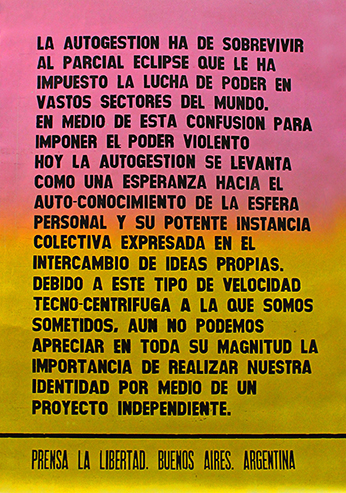 LA AUTOGESTION HA DE SOBREVIVIR
AL PARCIAL ECLIPSE QUE LE HA
IMPUESTO LA LUCHA DE PODER EN
VASTOS SECTORES DEL MUNDO.
EN MEDIO DE ESTA CONFUSION PARA
IMPONER EL PODER VIOLENTO
HOY LA AUTOGESTION SE LEVANTA
COMO UNA ESPERANZA HACIA EL
AUTO-CONOCIMIENTO DE LA ESFERA
PERSONAL Y SU POTENTE INSTANCIA
COLECTIVA EXPRESADA EN EL
INTERCAMBIO DE IDEAS PROPIAS.
DEBIDO A ESTE TIPO DE VELOCIDAD
TECNO-CENTRIFUGA A LA QUE SOMOS
SOMETIDOS, AUN NO PODEMOS
APRECIAR EN TODA SU MAGNITUD LA
IMPORTANCIA DE REALIZAR NUESTRA
IDENTIDAD POR MEDIO DE UN
PROYECTO INDEPENDIENTE.
PRENSA LA LIBERTAD. BUENOS AIRES. ARGENTINA